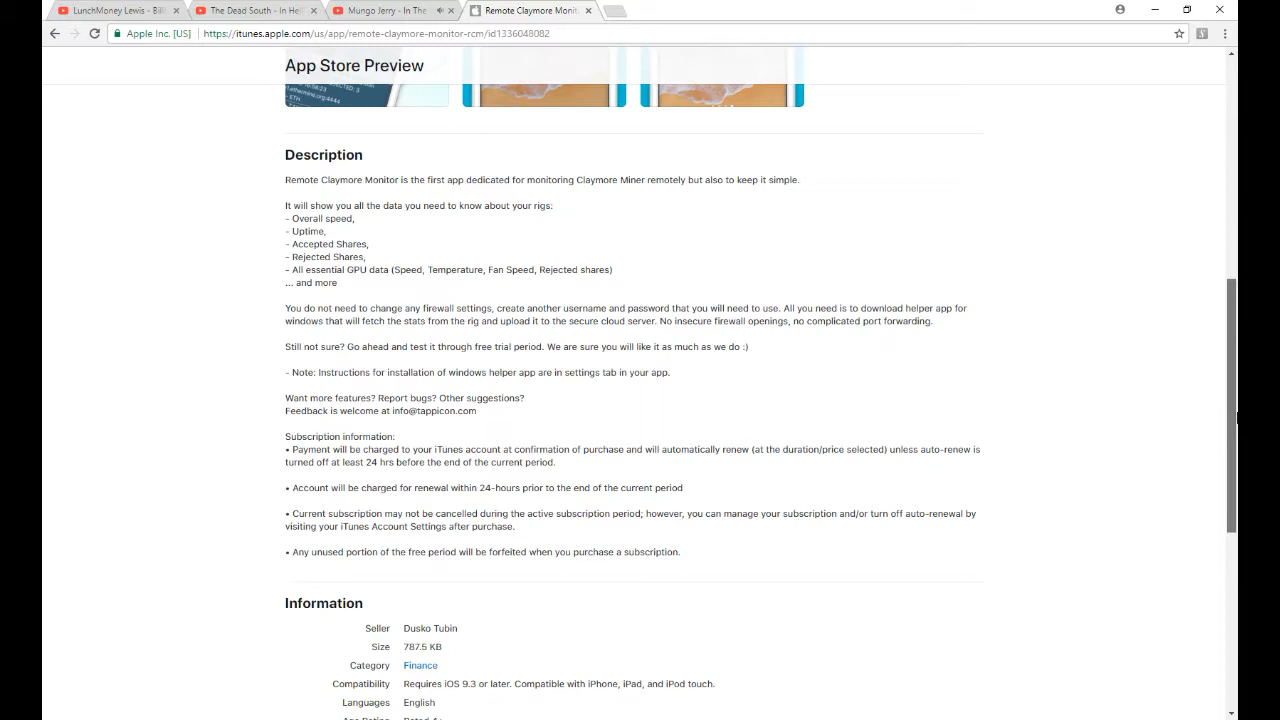 LunchMoney Lewis - Bill
The Dead South - In Hel
Mungo Jerry - In The
Remote Claymore Monit
Apple Inc. [US]
https://itunes.apple.com/us/app/remote-claymore-monitor-rcm/id1336048082
App Store Preview
ethermine.org:4444
- ETH
Description
Remote Claymore Monitor is the first app dedicated for monitoring Claymore Miner remotely but also to keep it simple.
It will show you all the data you need to know about your rigs:
- Overall speed,
- Uptime,
- Accepted Shares,
- Rejected Shares,
- All essential GPU data (Speed, Temperature, Fan Speed, Rejected shares)
... and more
You do not need to change any firewall settings, create another username and password that you will need to use. All you need is to download helper app for
windows that will fetch the stats from the rig and upload it to the secure cloud server. No insecure firewall openings, no complicated port forwarding.
Still not sure? Go ahead and test it through free trial period. We are sure you will like it as much as we do :)
- Note: Instructions for installation of windows helper app are in settings tab in your app.
Want more features? Report bugs? Other suggestions?
Feedback is welcome at info@tappicon.com
Subscription information:
• Payment will be charged to your iTunes account at confirmation of purchase and will automatically renew (at the duration/price selected) unless auto-renew is
turned off at least 24 hrs before the end of the current period.
• Account will be charged for renewal within 24-hours prior to the end of the current period
• Current subscription may not be cancelled during the active subscription period; however, you can manage your subscription and/or turn off auto-renewal by
visiting your iTunes Account Settings after purchase.
• Any unused portion of the free period will be forfeited when you purchase a subscription.
Information
Seller Dusko Tubin
Size 787.5 KB
Category Finance
Compatibility Requires iOS 9.3 or later. Compatible with iPhone, iPad, and iPod touch.
Languages English
Age Rating Rated 4+